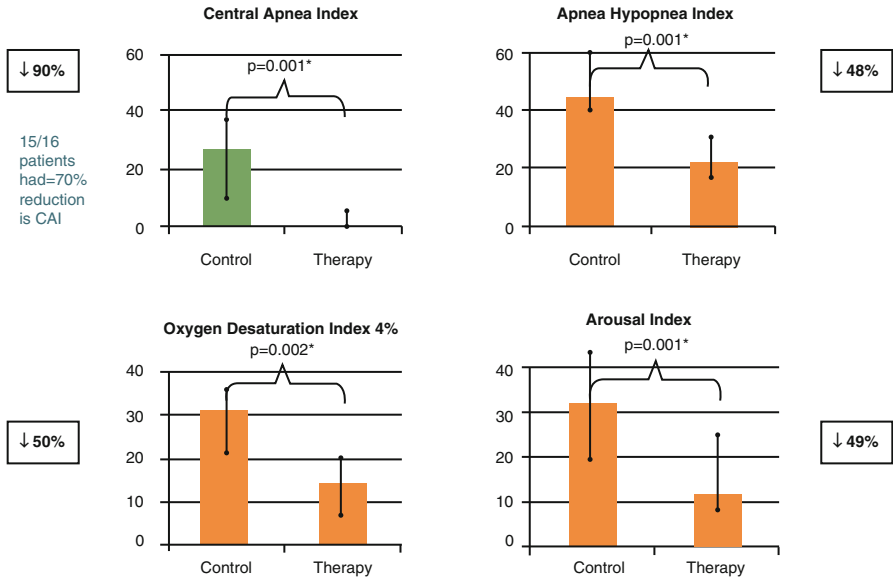 Central Apnea Index
↓90%
15/16
patients
had=70%
reduction
is CAI
60
40
20
0
p=0.001*
Control Therapy
Apnea Hypopnea Index
60
40
20
0
p=0.001*
Control Therapy
↓48%
Oxygen Desaturation Index 4%
↓50%
40
30
20
10
0
p=0.002*
Control Therapy
Arousal Index
40
30
20
10
0
p=0.001*
Control Therapy
↓49%